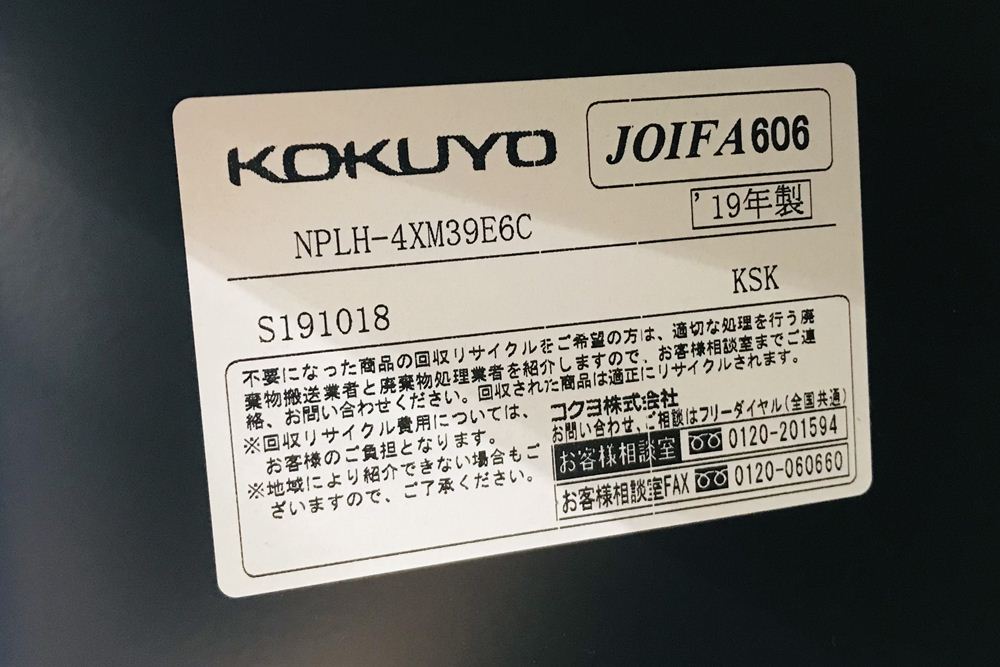 KOKUYO
JOIFA606
'19年製
NPLH-4XM39E6C
S191018
KSK
不要になった商品の回収リサイクルをご希望の方は、適切な処理を行う廃
棄物搬送業者と廃棄物処理業者を紹介しますので、お客様相談室までご連
絡、お問い合わせください。回収された商品は適正にリサイクルされます。
※回収リサイクル費用については、
お客様のご負担となります。
※地域により紹介できない場合もご
ざいますので、ご了承ください。
コクヨ株式会社
お問い合わせ、ご相談はフリーダイヤル(全国共通)
お客様相談室 0120-201594
お客様相談室FAX 0120-060660